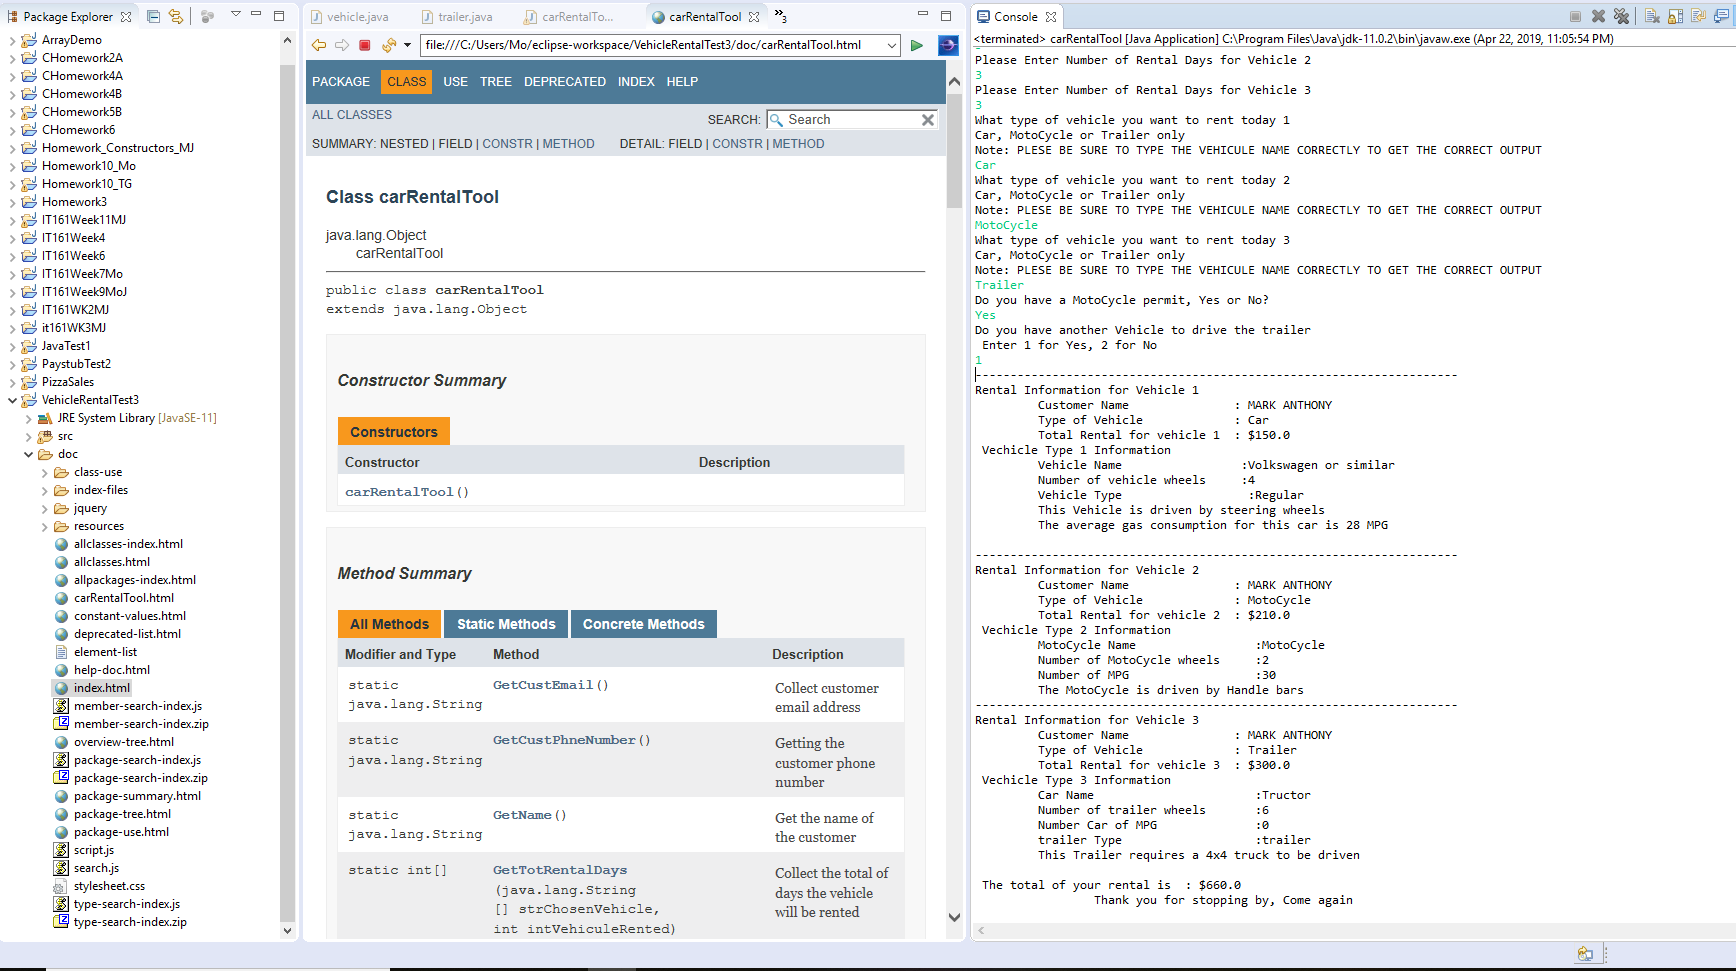 Package Explorer
ArrayDemo
CHomework2A
CHomework4A
CHomework4B
CHomework5B
CHomework6
Homework_Constructors_MJ
Homework10_Mo
Homework10_TG
Homework3
IT161Week11MJ
IT161Week4
IT161Week6
IT161Week7Mo
IT161Week9MoJ
IT161WK2MJ
it161WK3MJ
JavaTest1
PaystubTest2
PizzaSales
VehicleRentalTest3
JRE System Library [JavaSE-11]
src
doc
class-use
index-files
jquery
resources
allclasses-index.html
allclasses.html
allpackages-index.html
carRentalTool.html
constant-values.html
deprecated-list.html
element-list
help-doc.html
index.html
member-search-index.js
member-search-index.zip
overview-tree.html
package-search-index.js
package-search-index.zip
package-summary.html
package-tree.html
package-use.html
script.js
search.js
stylesheet.css
type-search-index.js
type-search-index.zip
vehicle.java trailer.java carRentalTo... carRentalTool »3
file:///C:/Users/Mo/eclipse-workspace/VehicleRentalTest3/doc/carRentalTool.html
PACKAGE CLASS USE TREE DEPRECATED INDEX HELP
ALL CLASSES
SEARCH: Search
SUMMARY: NESTED | FIELD | CONSTR | METHOD DETAIL: FIELD | CONSTR | METHOD
Class carRentalTool
java.lang.Object
carRentalTool
public class carRentalTool
extends java.lang.Object
Constructor Summary
Constructors
Constructor Description
carRentalTool()
Method Summary
All Methods Static Methods Concrete Methods
Modifier and Type Method Description
static GetCustEmail() Collect customer
java.lang.String email address
static GetCustPhneNumber() Getting the
java.lang.String customer phone
number
static GetName() Get the name of
java.lang.String the customer
static int[] GetTotRentalDays Collect the total of
(java.lang.String days the vehicle
[] strChosenVehicle, will be rented
int intVehiculeRented)
Console
<terminated> carRentalTool [Java Application] C:\Program Files\Java\jdk-11.0.2\bin\javaw.exe (Apr 22, 2019, 11:05:54 PM)
Please Enter Number of Rental Days for Vehicle 2
3
Please Enter Number of Rental Days for Vehicle 3
3
What type of vehicle you want to rent today 1
Car, MotoCycle or Trailer only
Note: PLESE BE SURE TO TYPE THE VEHICULE NAME CORRECTLY TO GET THE CORRECT OUTPUT
Car
What type of vehicle you want to rent today 2
Car, MotoCycle or Trailer only
Note: PLESE BE SURE TO TYPE THE VEHICULE NAME CORRECTLY TO GET THE CORRECT OUTPUT
MotoCycle
What type of vehicle you want to rent today 3
Car, MotoCycle or Trailer only
Note: PLESE BE SURE TO TYPE THE VEHICULE NAME CORRECTLY TO GET THE CORRECT OUTPUT
Trailer
Do you have a MotoCycle permit, Yes or No?
Yes
Do you have another Vehicle to drive the trailer
Enter 1 for Yes, 2 for No
1
---------------------------------------------------------------------
Rental Information for Vehicle 1
Customer Name : MARK ANTHONY
Type of Vehicle : Car
Total Rental for vehicle 1 : $150.0
Vechicle Type 1 Information
Vehicle Name :Volkswagen or similar
Number of vehicle wheels :4
Vehicle Type :Regular
This Vehicle is driven by steering wheels
The average gas consumption for this car is 28 MPG
---------------------------------------------------------------------
Rental Information for Vehicle 2
Customer Name : MARK ANTHONY
Type of Vehicle : MotoCycle
Total Rental for vehicle 2 : $210.0
Vechicle Type 2 Information
MotoCycle Name :MotoCycle
Number of MotoCycle wheels :2
Number of MPG :30
The MotoCycle is driven by Handle bars
---------------------------------------------------------------------
Rental Information for Vehicle 3
Customer Name : MARK ANTHONY
Type of Vehicle : Trailer
Total Rental for vehicle 3 : $300.0
Vechicle Type 3 Information
Car Name :Tructor
Number of trailer wheels :6
Number Car of MPG :0
trailer Type :trailer
This Trailer requires a 4x4 truck to be driven
The total of your rental is : $660.0
Thank you for stopping by, Come again